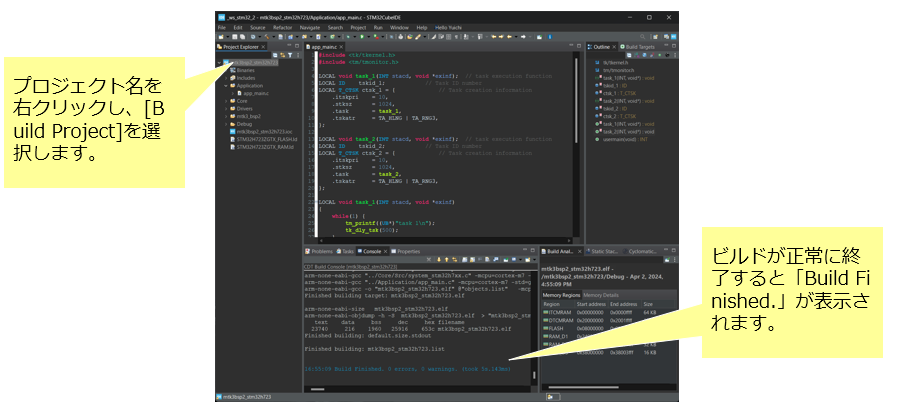 _ws_stm32_2 - mtk3bsp2_stm32h723/Application/app_main.c - STM32CubeIDE
File Edit Source Refactor Navigate Search Project Run Window Help Hello Yuichi
Project Explorer
mtk3bsp2_stm32h723
Binaries
Includes
Application
app_main.c
Core
Drivers
mtk3_bsp2
Debug
mtk3bsp2_stm32h723.ioc
STM32H723ZGTX_FLASH.ld
STM32H723ZGTX_RAM.ld
プロジェクト名を
右クリックし、[B
uild Project]を選
択します。
app_main.c
#include <tk/tkernel.h>
#include <tm/tmonitor.h>
LOCAL void task_1(INT stacd, void *exinf); // task execution function
LOCAL ID tskid_1; // Task ID number
LOCAL T_CTSK ctsk_1 = { // Task creation information
.itskpri = 10,
.stksz = 1024,
.task = task_1,
.tskatr = TA_HLNG | TA_RNG3,
};
LOCAL void task_2(INT stacd, void *exinf); // task execution function
LOCAL ID tskid_2; // Task ID number
LOCAL T_CTSK ctsk_2 = { // Task creation information
.itskpri = 10,
.stksz = 1024,
.task = task_2,
.tskatr = TA_HLNG | TA_RNG3,
};
LOCAL void task_1(INT stacd, void *exinf)
{
while(1) {
tm_printf((UB*)"task 1\n");
tk_dly_tsk(500);
Outline
Build Targets
tk/tkernel.h
tm/tmonitor.h
task_1(INT, void*) : void
tskid_1 : ID
ctsk_1 : T_CTSK
task_2(INT, void*) : void
tskid_2 : ID
ctsk_2 : T_CTSK
task_1(INT, void*) : void
task_2(INT, void*) : void
usermain(void) : INT
Problems Tasks Console Properties
CDT Build Console [mtk3bsp2_stm32h723]
arm-none-eabi-gcc "../Core/Src/system_stm32h7xx.c" -mcpu=cortex-m7 -
arm-none-eabi-gcc "../Application/app_main.c" -mcpu=cortex-m7 -std=g
arm-none-eabi-gcc -o "mtk3bsp2_stm32h723.elf" @"objects.list" -mcp
Finished building target: mtk3bsp2_stm32h723.elf
arm-none-eabi-size mtk3bsp2_stm32h723.elf
arm-none-eabi-objdump -h -S mtk3bsp2_stm32h723.elf > "mtk3bsp2_stm
text data bss dec hex filename
23740 216 1960 25916 653c mtk3bsp2_stm32h723.elf
Finished building: default.size.stdout
Finished building: mtk3bsp2_stm32h723.list
16:55:09 Build Finished. 0 errors, 0 warnings. (took 5s.243ms)
Build Anal... Static Stac... Cyclomatic...
mtk3bsp2_stm32h723.elf -
/mtk3bsp2_stm32h723/Debug - Apr 2, 2024,
4:55:09 PM
Memory Regions Memory Details
Region Start address End address Size
ITCMRAM 0x00000000 0x0000ffff 64 KB
DTCMRAM 0x20000000 0x2001ffff
FLASH
RAM_D1
0x38000000 0x38003fff 16 KB
ビルドが正常に終
了すると「Build Fi
nished.」が表示さ
れます。
mtk3bsp2_stm32h723